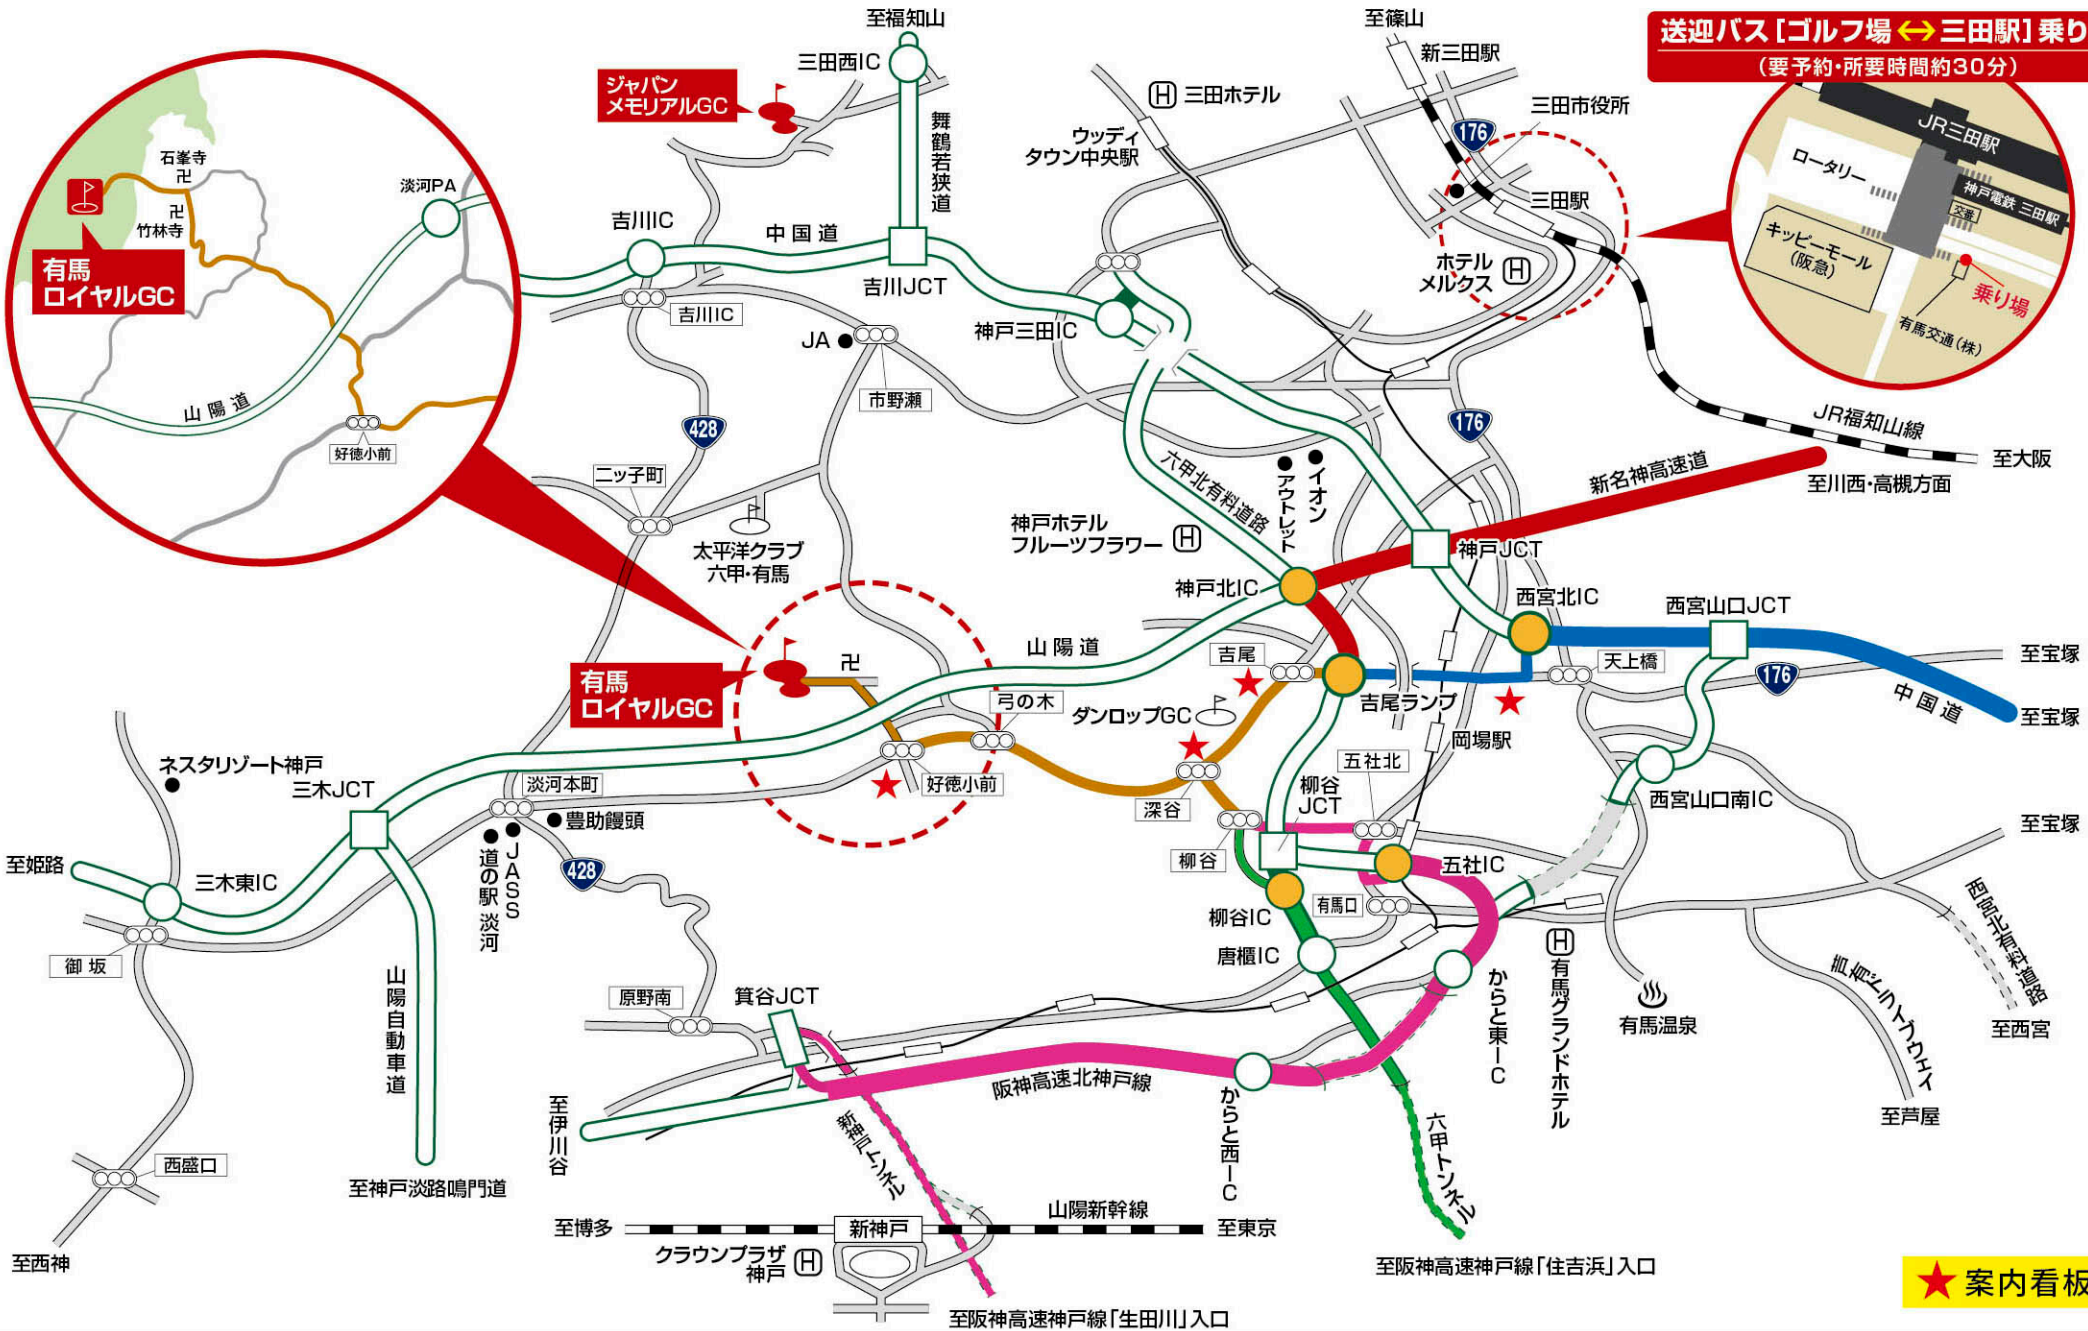 至福知山
三田西IC
ジャパン
メモリアルGC
舞鶴若狭道
至篠山
新三田駅
送迎バス[ゴルフ場↔三田駅]乗り
(要予約・所要時間約30分)
三田ホテル
ウッディ
タウン中央駅
176
三田市役所
三田駅
ホテル
メルクス
JR三田駅
ロータリー
神戸電鉄 三田駅
交番
キッピーモール
(阪急)
乗り場
有馬交通(株)
石峯寺
竹林寺
淡河PA
有馬
ロイヤルGC
山陽道
好徳小前
吉川IC
中国道
吉川JCT
吉川IC
神戸三田IC
JA
市野瀬
428
176
JR福知山線
至大阪
二ッ子町
太平洋クラブ
六甲・有馬
六甲北有料道路
アウトレット
イオン
新名神高速道
至川西・高槻方面
神戸ホテル
フルーツフラワー
神戸JCT
神戸北IC
西宮北IC
西宮山口JCT
有馬
ロイヤルGC
山陽道
吉尾
天上橋
176
至宝塚
中国道
至宝塚
弓の木
ダンロップGC
吉尾ランプ
岡場駅
ネスタリゾート神戸
三木JCT
淡河本町
豊助饅頭
好徳小前
深谷
柳谷
JCT
五社北
西宮山口南IC
至宝塚
至姫路
三木東IC
428
JASS
道の駅 淡河
柳谷
五社IC
柳谷IC
有馬口
御坂
唐櫃IC
山陽自動車道
原野南
箕谷JCT
からと東IC
有馬グランドホテル
有馬温泉
西宮北有料道路
至西宮
芦有ドライブウェイ
至芦屋
阪神高速北神戸線
至伊川谷
新神戸トンネル
からと西IC
六甲トンネル
西盛口
至神戸淡路鳴門道
至西神
至博多
新神戸
山陽新幹線
至東京
クラウンプラザ
神戸
至阪神高速神戸線「住吉浜」入口
至阪神高速神戸線「生田川」入口
★案内看板